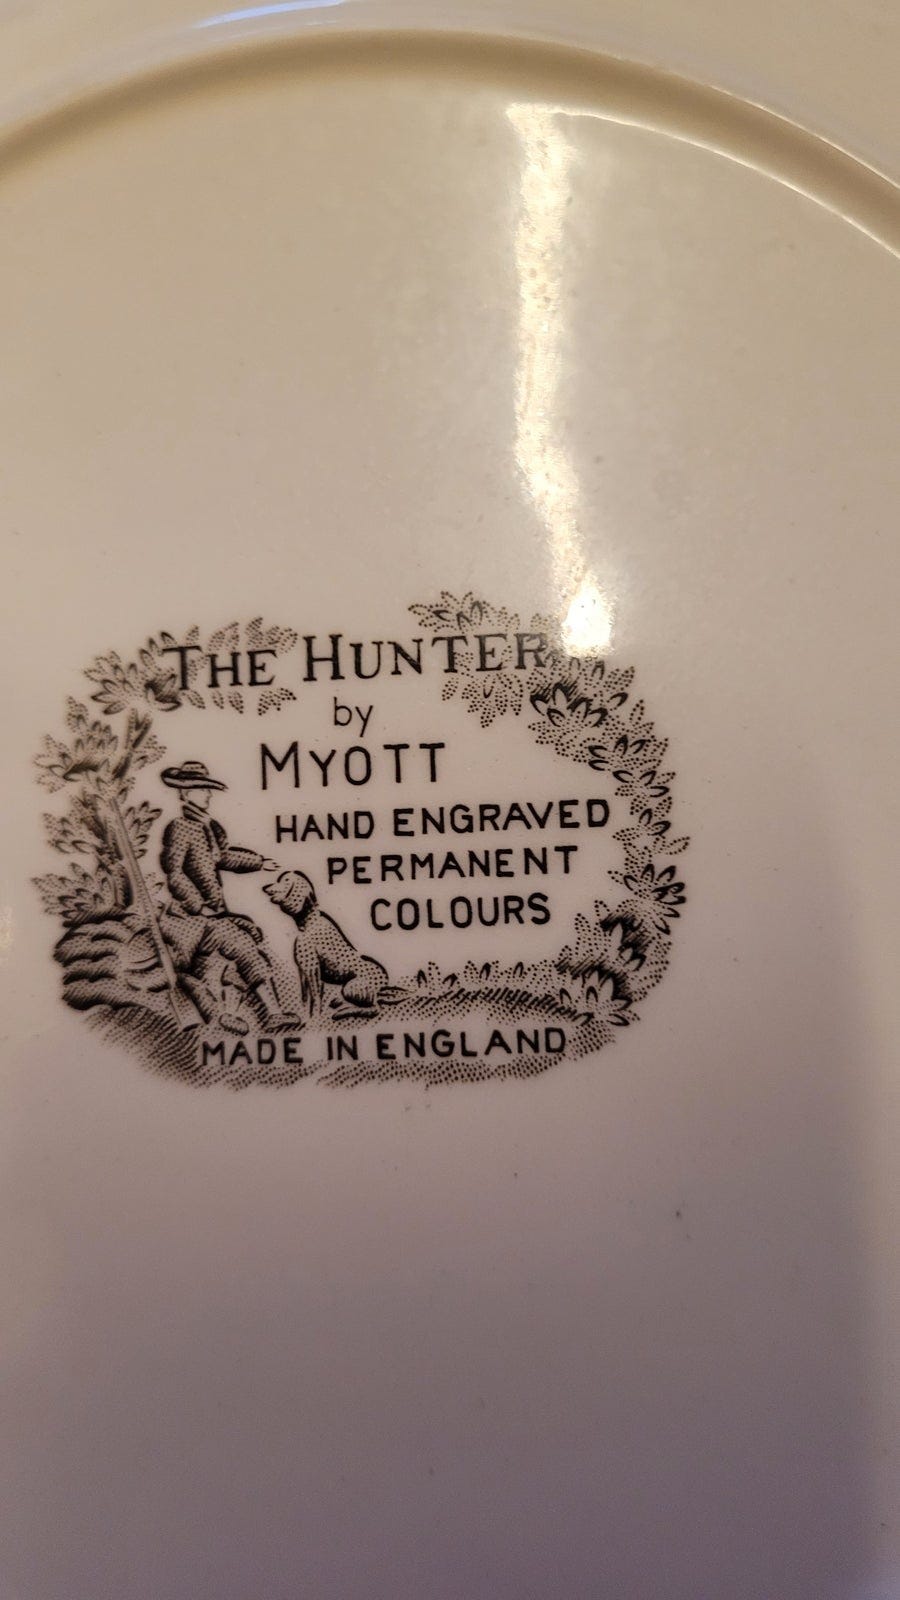 THE HUNTER
by
MYOTT
HAND ENGRAVED
PERMANENT
COLOURS
MADE IN ENGLAND